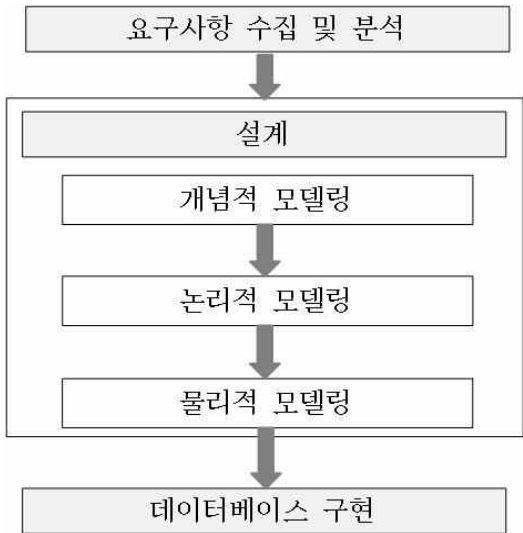 요구사항 수집 및 분석
설계
개념적 모델링
논리적 모델링
물리적 모델링
데이터베이스 구현